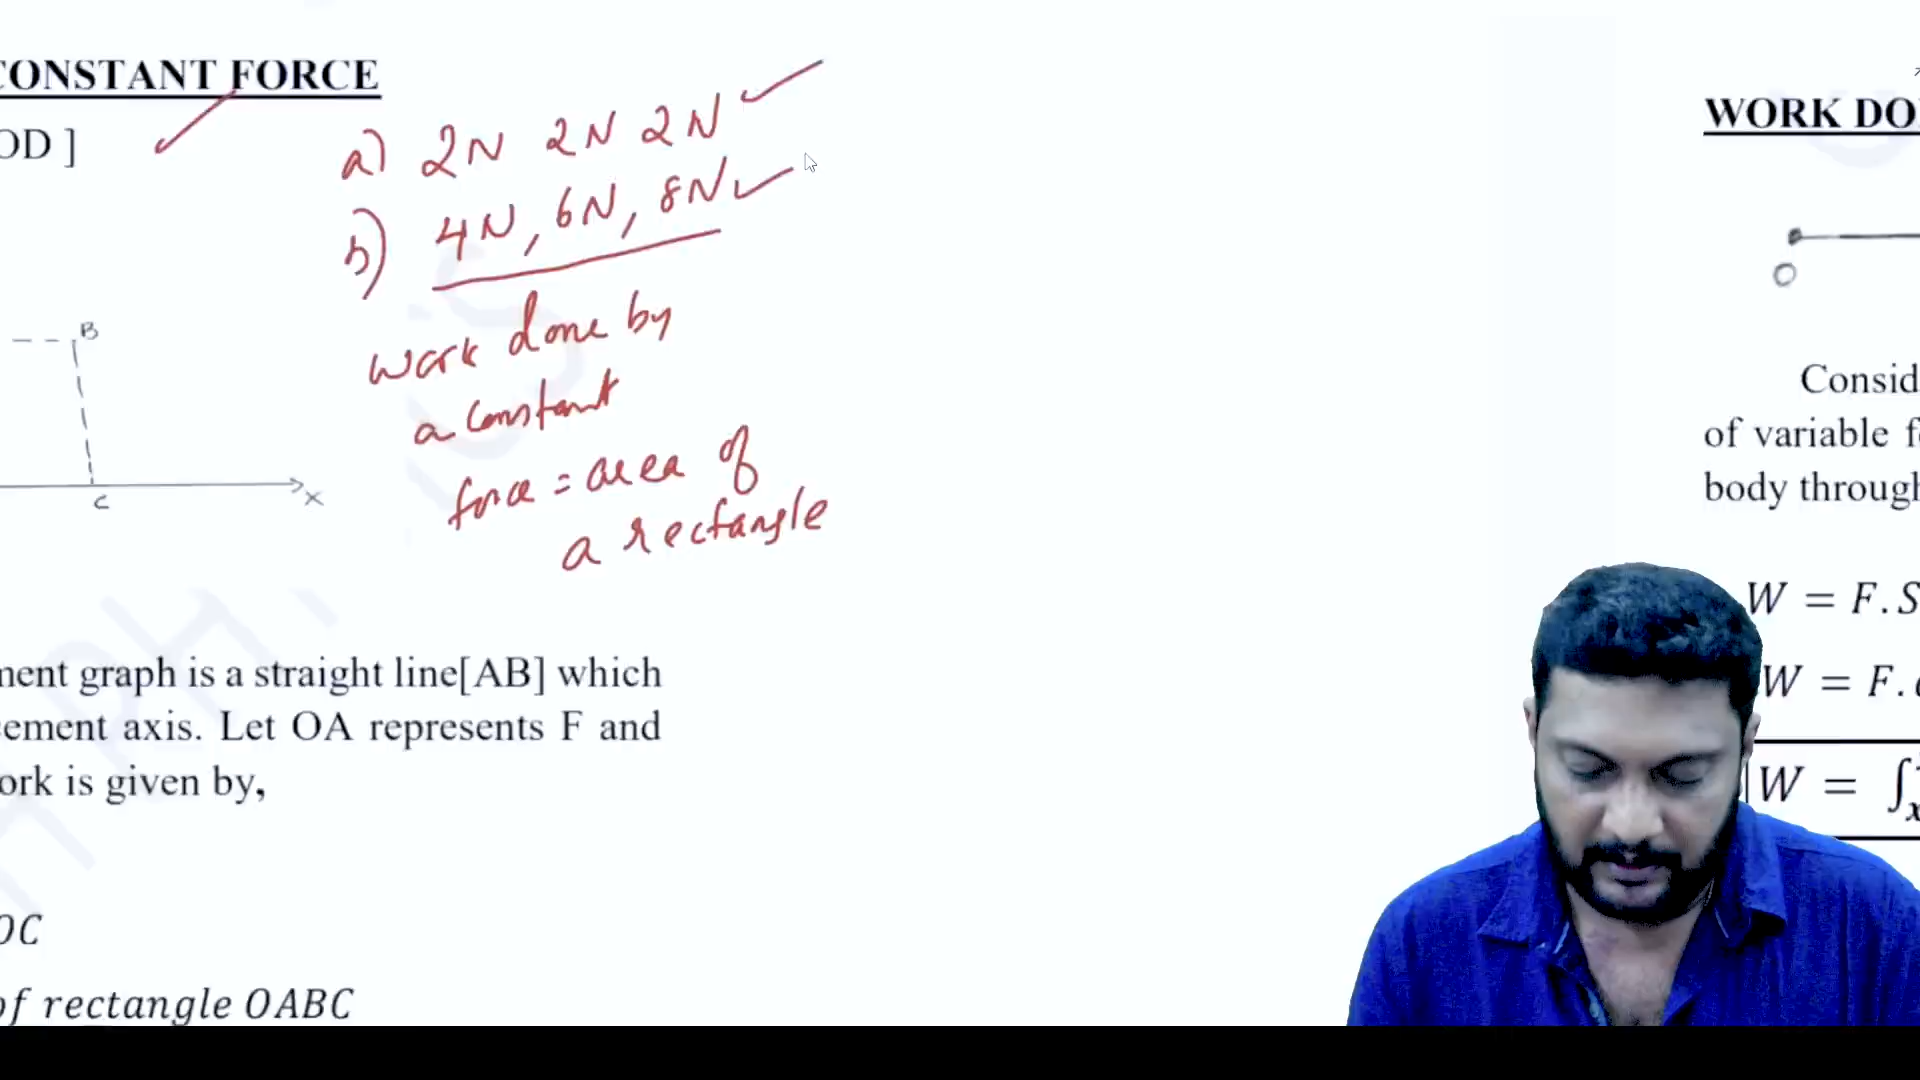 CONSTANT FORCE
OD ]
a) 2N 2N 2N
b) 4N, 6N, 8N
work done by
a constant
force = area of
a rectangle
B
C
X
ment graph is a straight line[AB] which
cement axis. Let OA represents F and
ork is given by,
OC
of rectangle OABC
WORK DO
O
Consid
of variable f
body through
W = F.S
W = F.
W = ∫